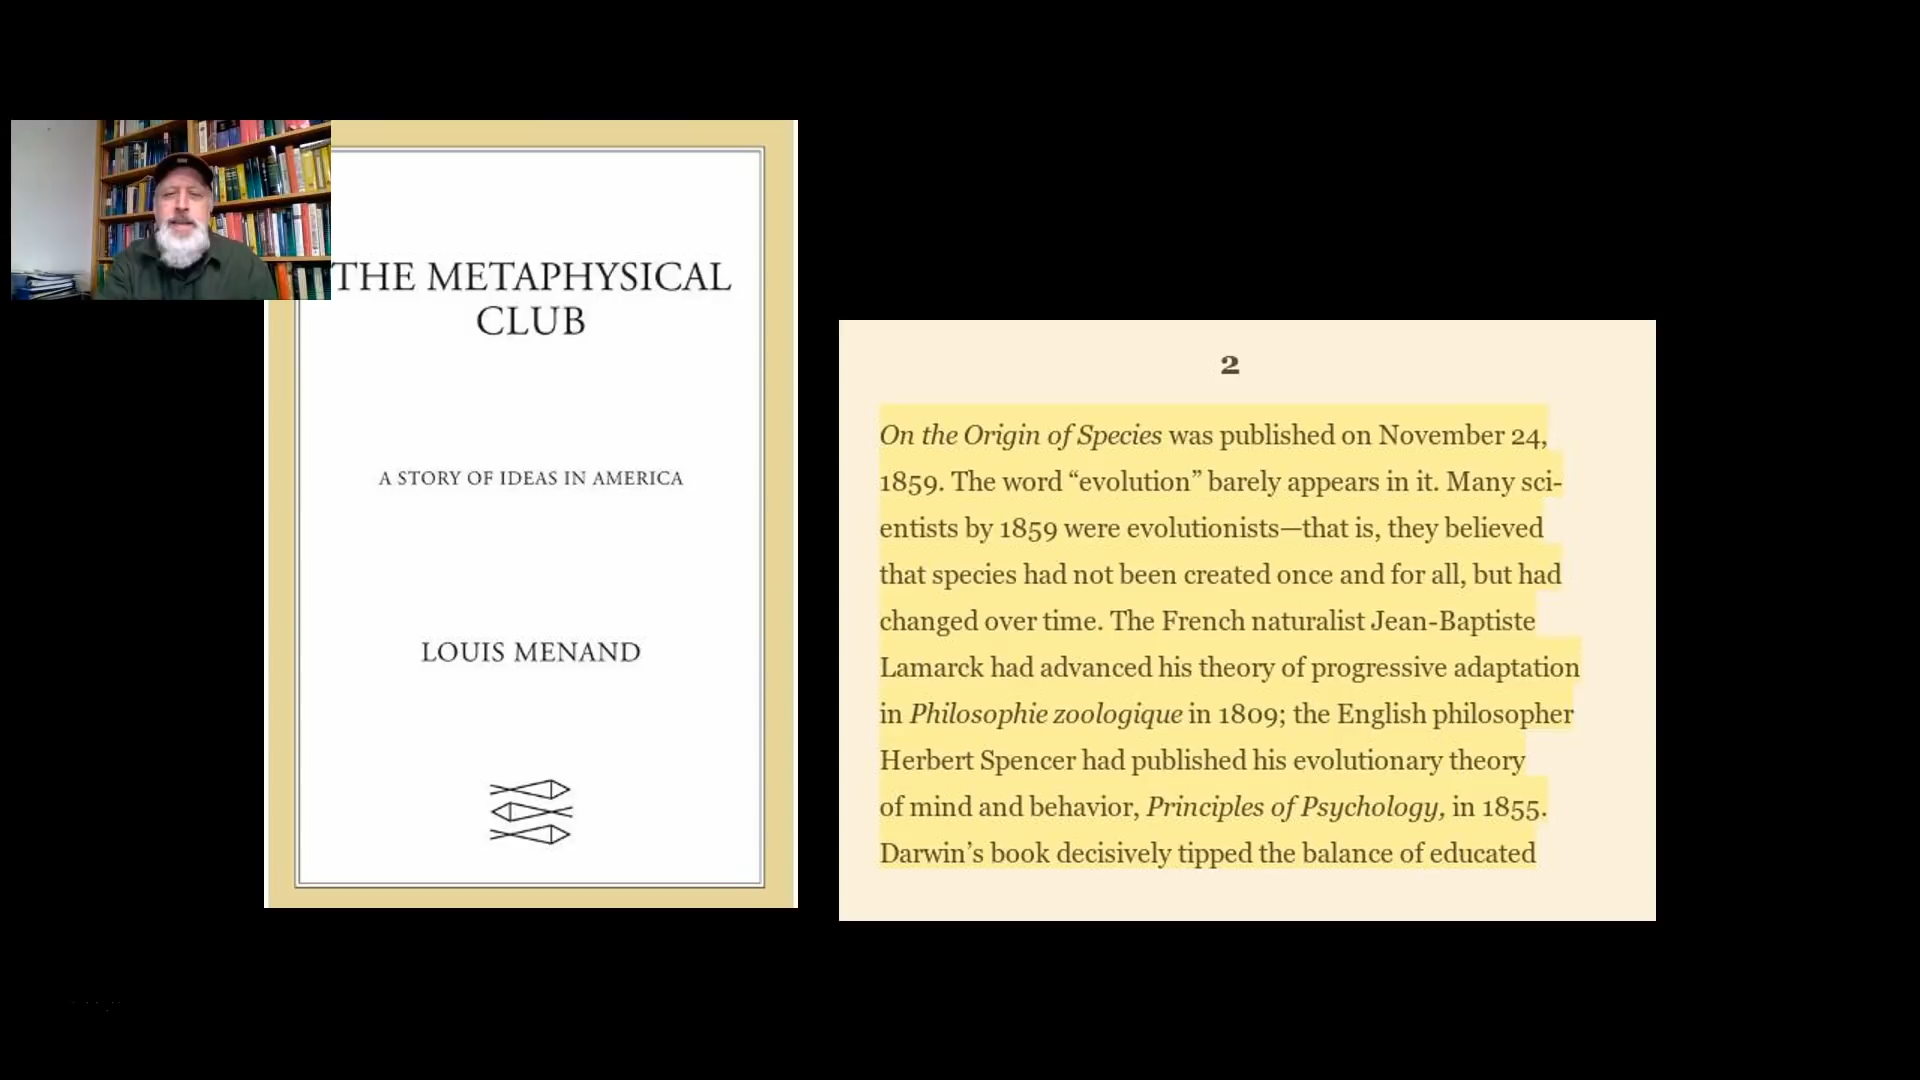 THE METAPHYSICAL
CLUB
A STORY OF IDEAS IN AMERICA
LOUIS MENAND
2
On the Origin of Species was published on November 24,
1859. The word “evolution” barely appears in it. Many sci-
entists by 1859 were evolutionists—that is, they believed
that species had not been created once and for all, but had
changed over time. The French naturalist Jean-Baptiste
Lamarck had advanced his theory of progressive adaptation
in Philosophie zoologique in 1809; the English philosopher
Herbert Spencer had published his evolutionary theory
of mind and behavior, Principles of Psychology, in 1855.
Darwin’s book decisively tipped the balance of educated